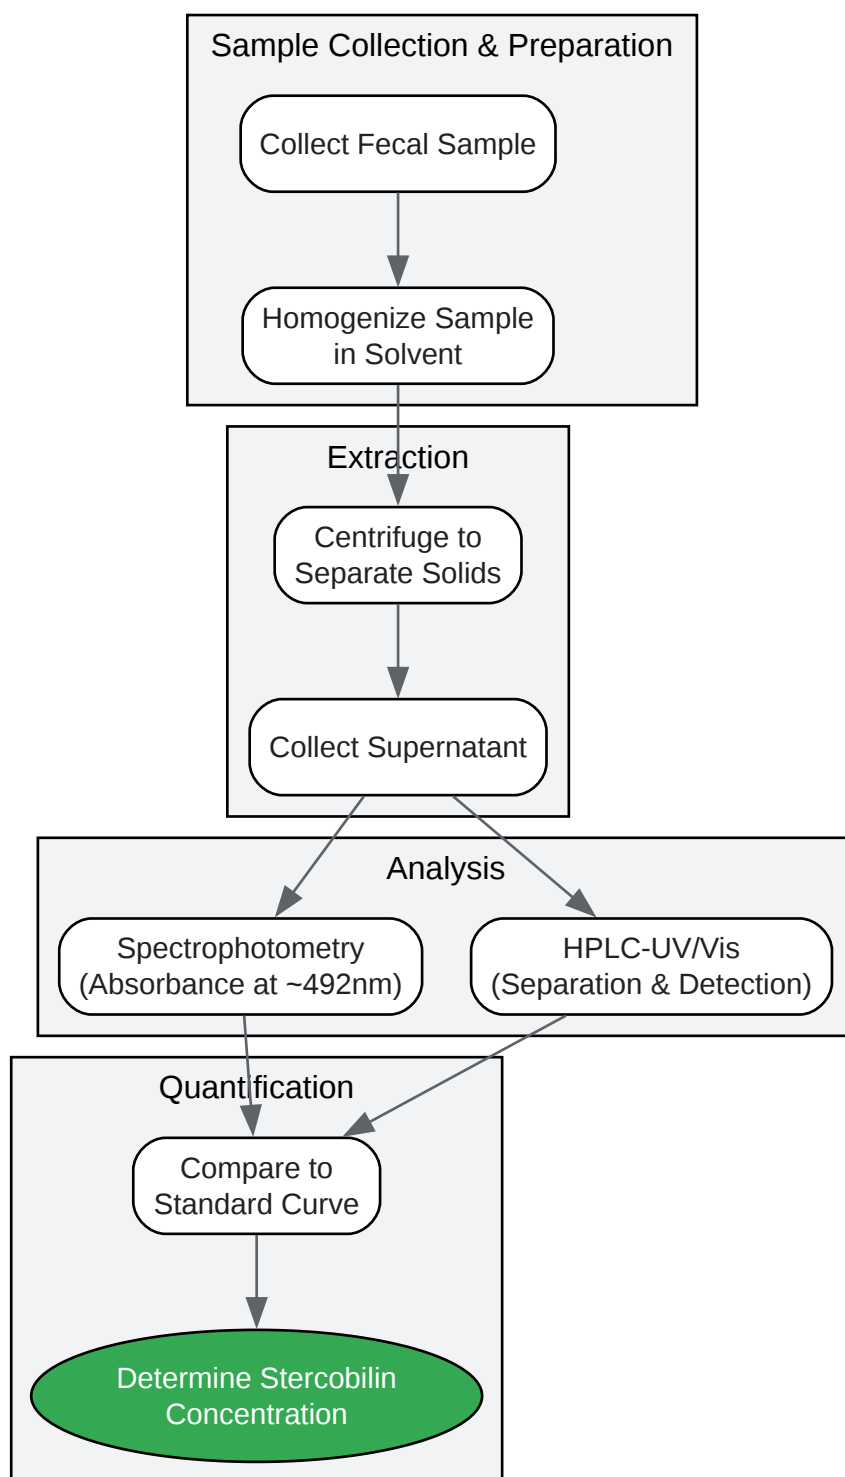 Sample Collection & Preparation
Collect Fecal Sample
Homogenize Sample
in Solvent
Extraction
Centrifuge to
Separate Solids
Collect Supernatant
Analysis
Spectrophotometry
(Absorbance at ~492nm)
HPLC-UV/Vis
(Separation & Detection)
Quantification
Compare to
Standard Curve
Determine Stercobilin
Concentration